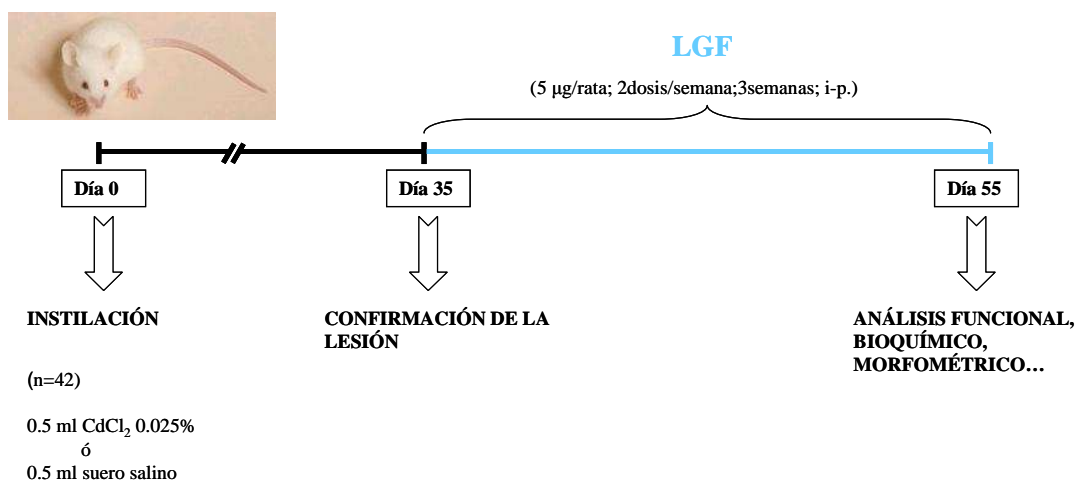 LGF
(5 µg/rata; 2dosis/semana;3semanas; i-p.)
Día 0
Día 35
Día 55
INSTILACIÓN
CONFIRMACIÓN DE LA
LESIÓN
ANÁLISIS FUNCIONAL,
BIOQUÍMICO,
MORFOMÉTRICO…
(n=42)
0.5 ml CdCl₂ 0.025%
ó
0.5 ml suero salino